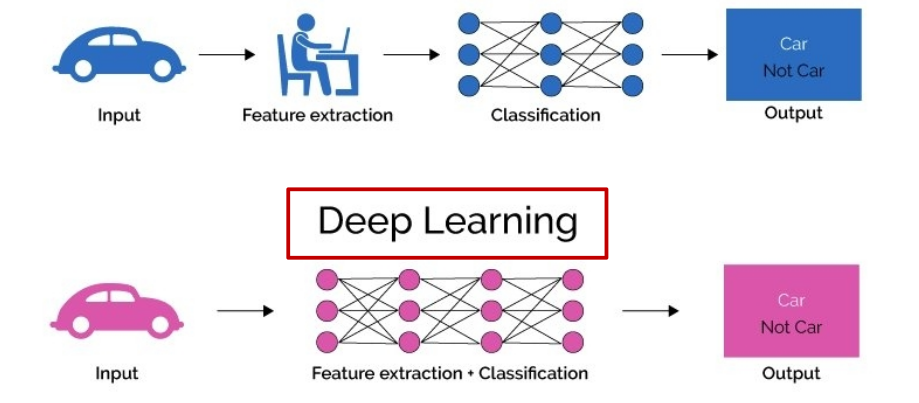 Car
Not Car
Input
Feature extraction
Classification
Output
Deep Learning
Car
Not Car
Input
Feature extraction + Classification
Output